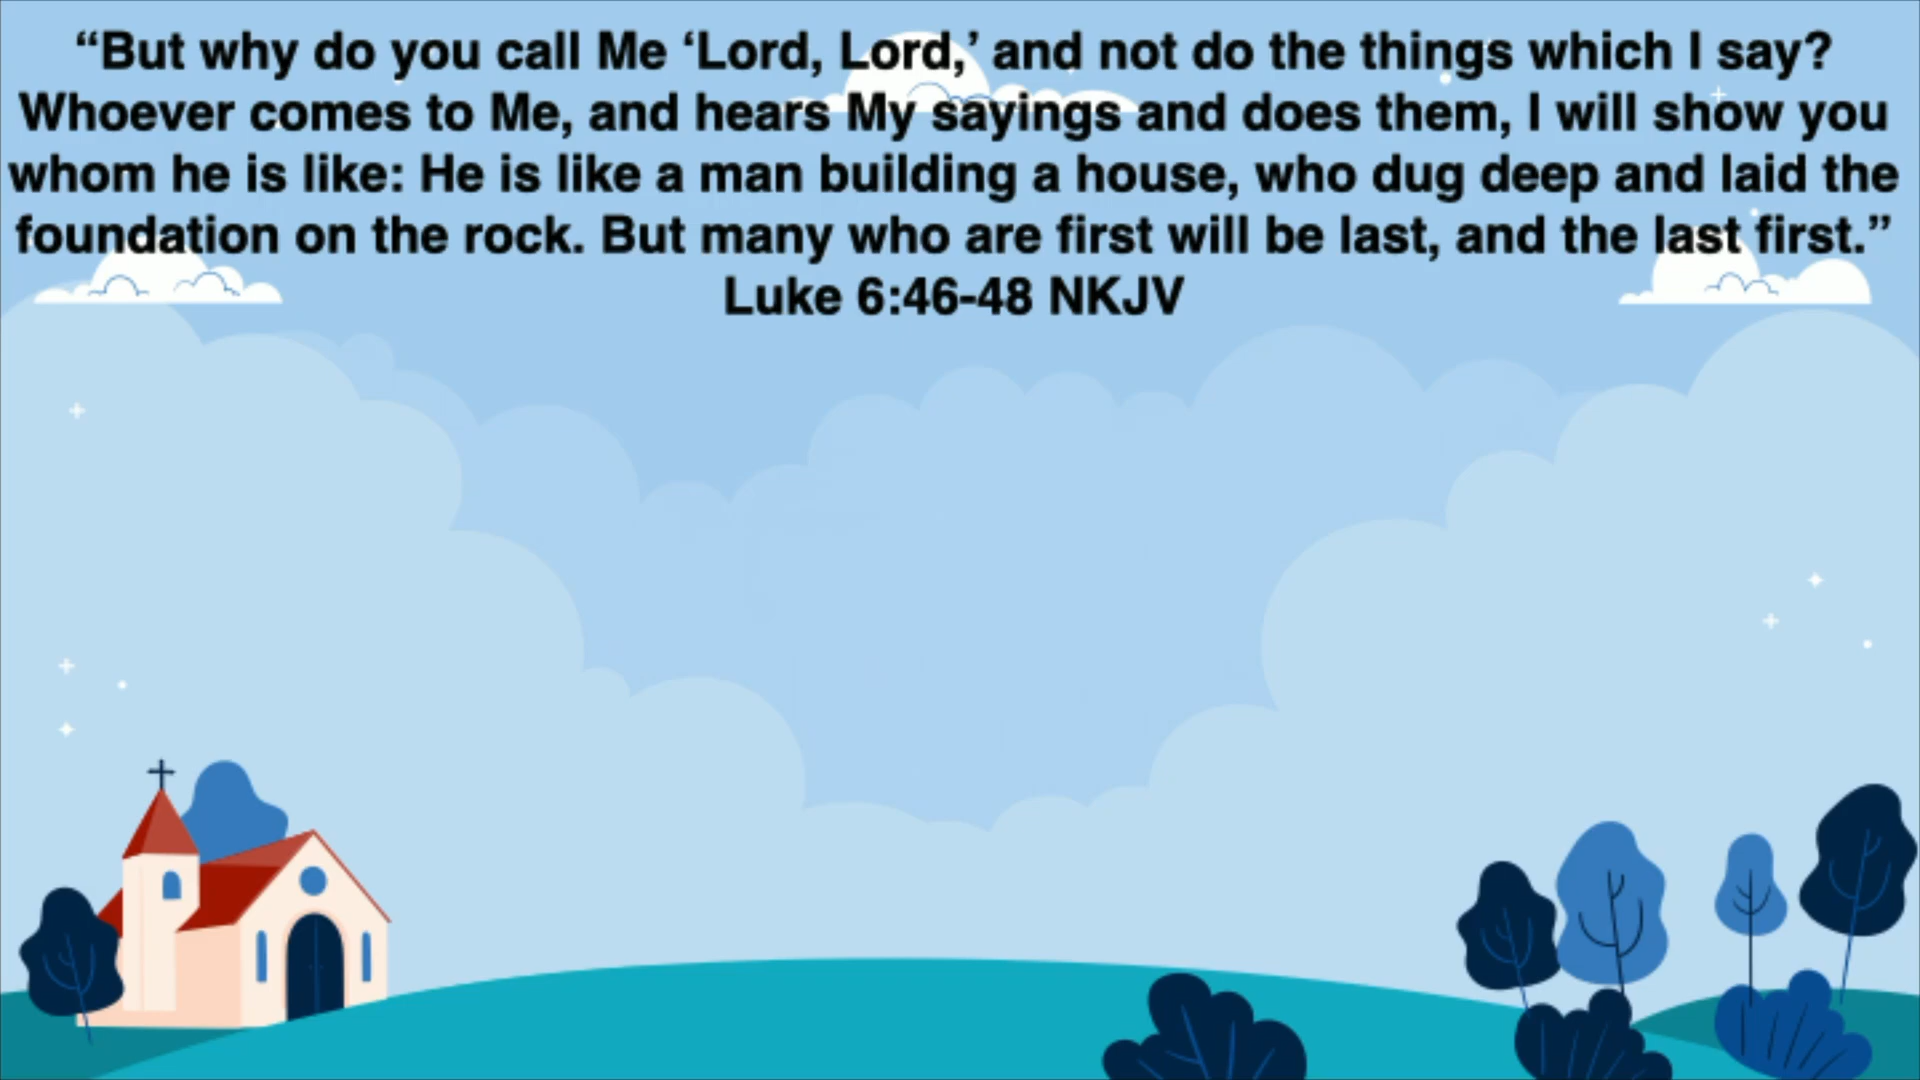 “But why do you call Me ‘Lord, Lord,’ and not do the things which I say?
Whoever comes to Me, and hears My sayings and does them, I will show you
whom he is like: He is like a man building a house, who dug deep and laid the
foundation on the rock. But many who are first will be last, and the last first.”
Luke 6:46-48 NKJV